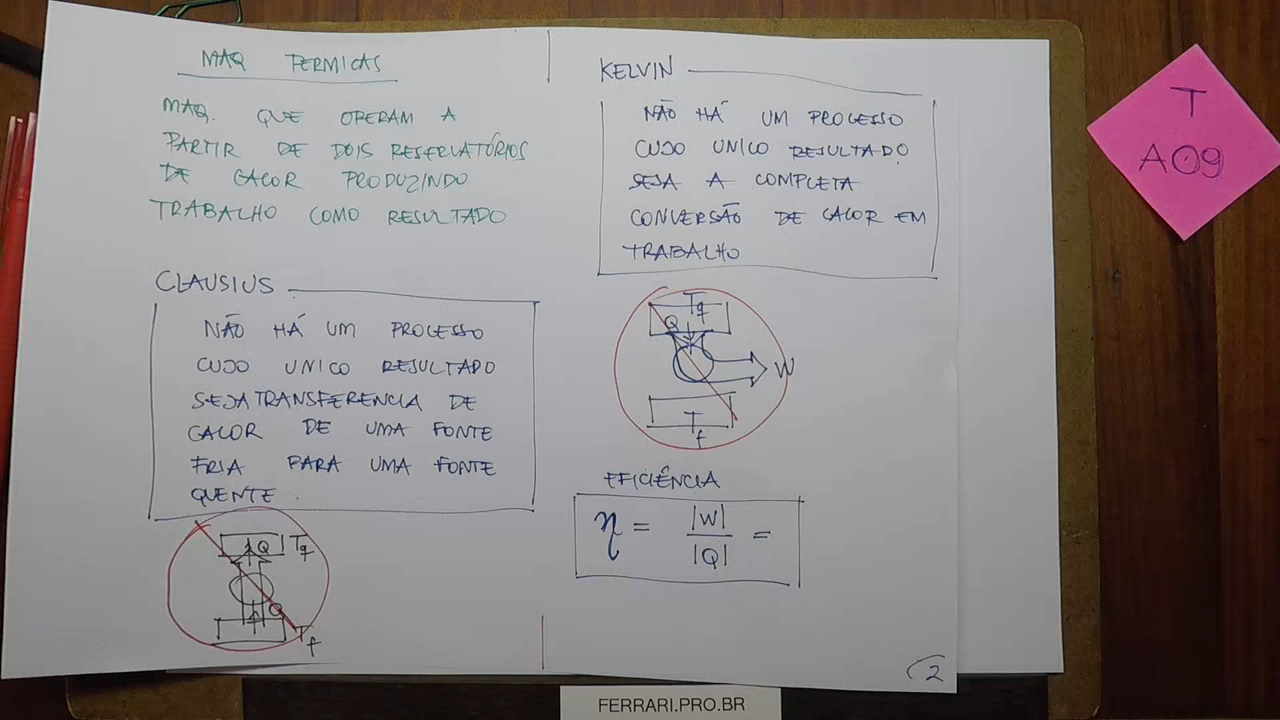 MAQ TERMICAS
MAQ. QUE OPERAM A
PARTIR DE DOIS RESERVATÓRIOS
DE CALOR PRODUZINDO
TRABALHO COMO RESULTADO
CLAUSIUS
NÃO HÁ UM PROCESSO
CUJO UNICO RESULTADO
SEJA TRANSFERENCIA DE
CALOR DE UMA FONTE
FRIA PARA UMA FONTE
QUENTE.
Q Tq
Q
Tf
KELVIN
NÃO HÁ UM PROCESSO
CUJO UNICO RESULTADO
SEJA A COMPLETA
CONVERSÃO DE CALOR EM
TRABALHO
Tq
Q
W
Tf
EFICIÊNCIA
η = |W| / |Q| =
2
T
A09
FERRARI.PRO.BR